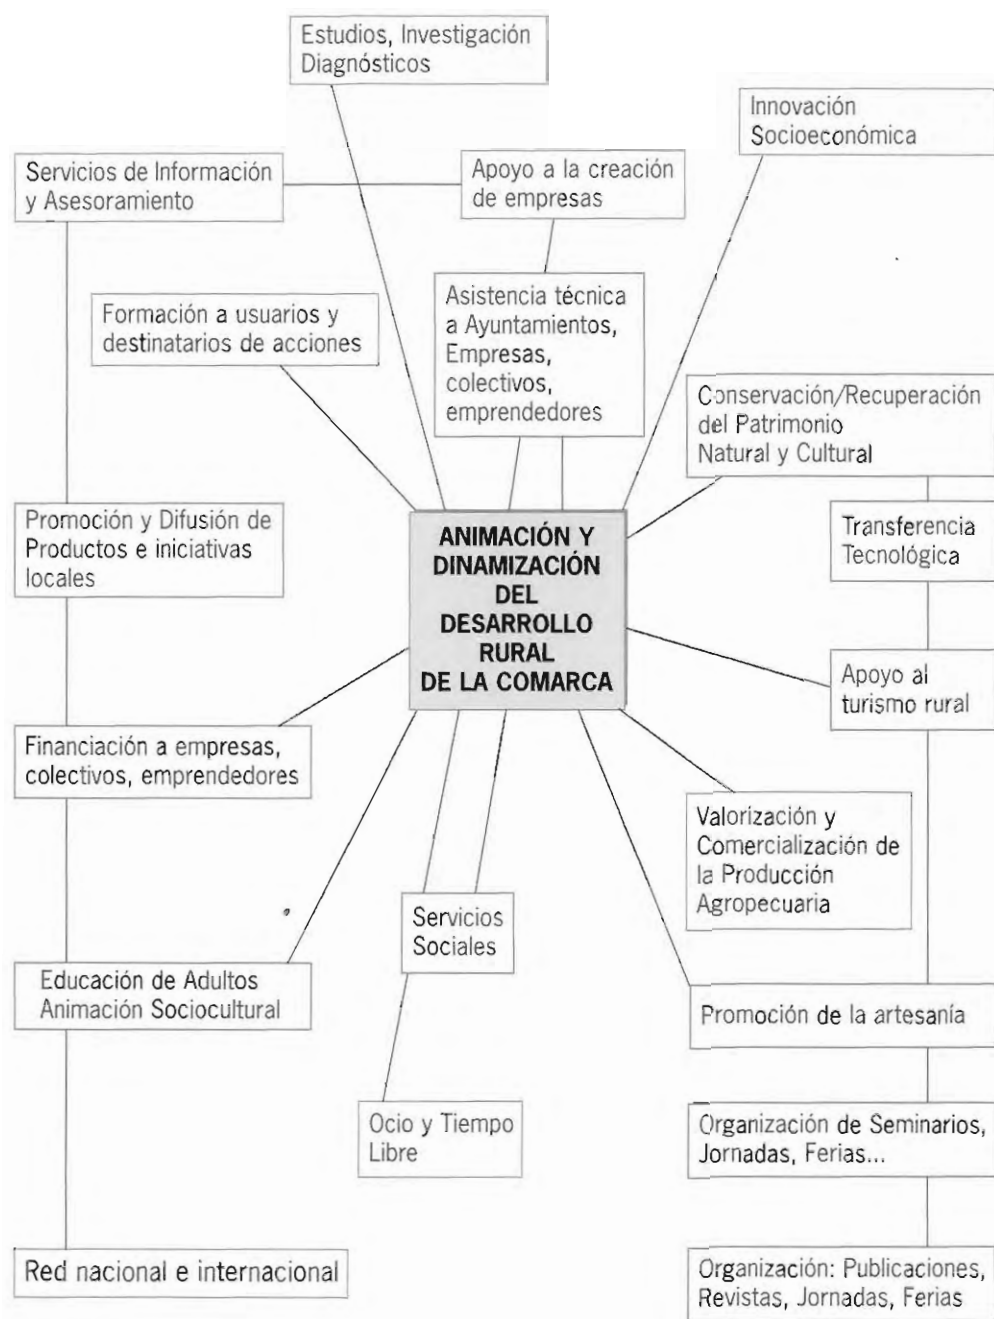 Estudios, Investigación
Diagnósticos
Innovación
Socioeconómica
Servicios de Información
y Asesoramiento
Apoyo a la creación
de empresas
Formación a usuarios y
destinatarios de acciones
Asistencia técnica
a Ayuntamientos,
Empresas,
colectivos,
emprendedores
Conservación/Recuperación
del Patrimonio
Natural y Cultural
Promoción y Difusión de
Productos e iniciativas
locales
ANIMACIÓN Y
DINAMIZACIÓN
DEL
DESARROLLO
RURAL
DE LA COMARCA
Transferencia
Tecnológica
Apoyo al
turismo rural
Financiación a empresas,
colectivos, emprendedores
Valorización y
Comercialización de
la Producción
Agropecuaria
Servicios
Sociales
Educación de Adultos
Animación Sociocultural
Promoción de la artesanía
Ocio y Tiempo
Libre
Organización de Seminarios,
Jornadas, Ferias...
Red nacional e internacional
Organización: Publicaciones,
Revistas, Jornadas, Ferias